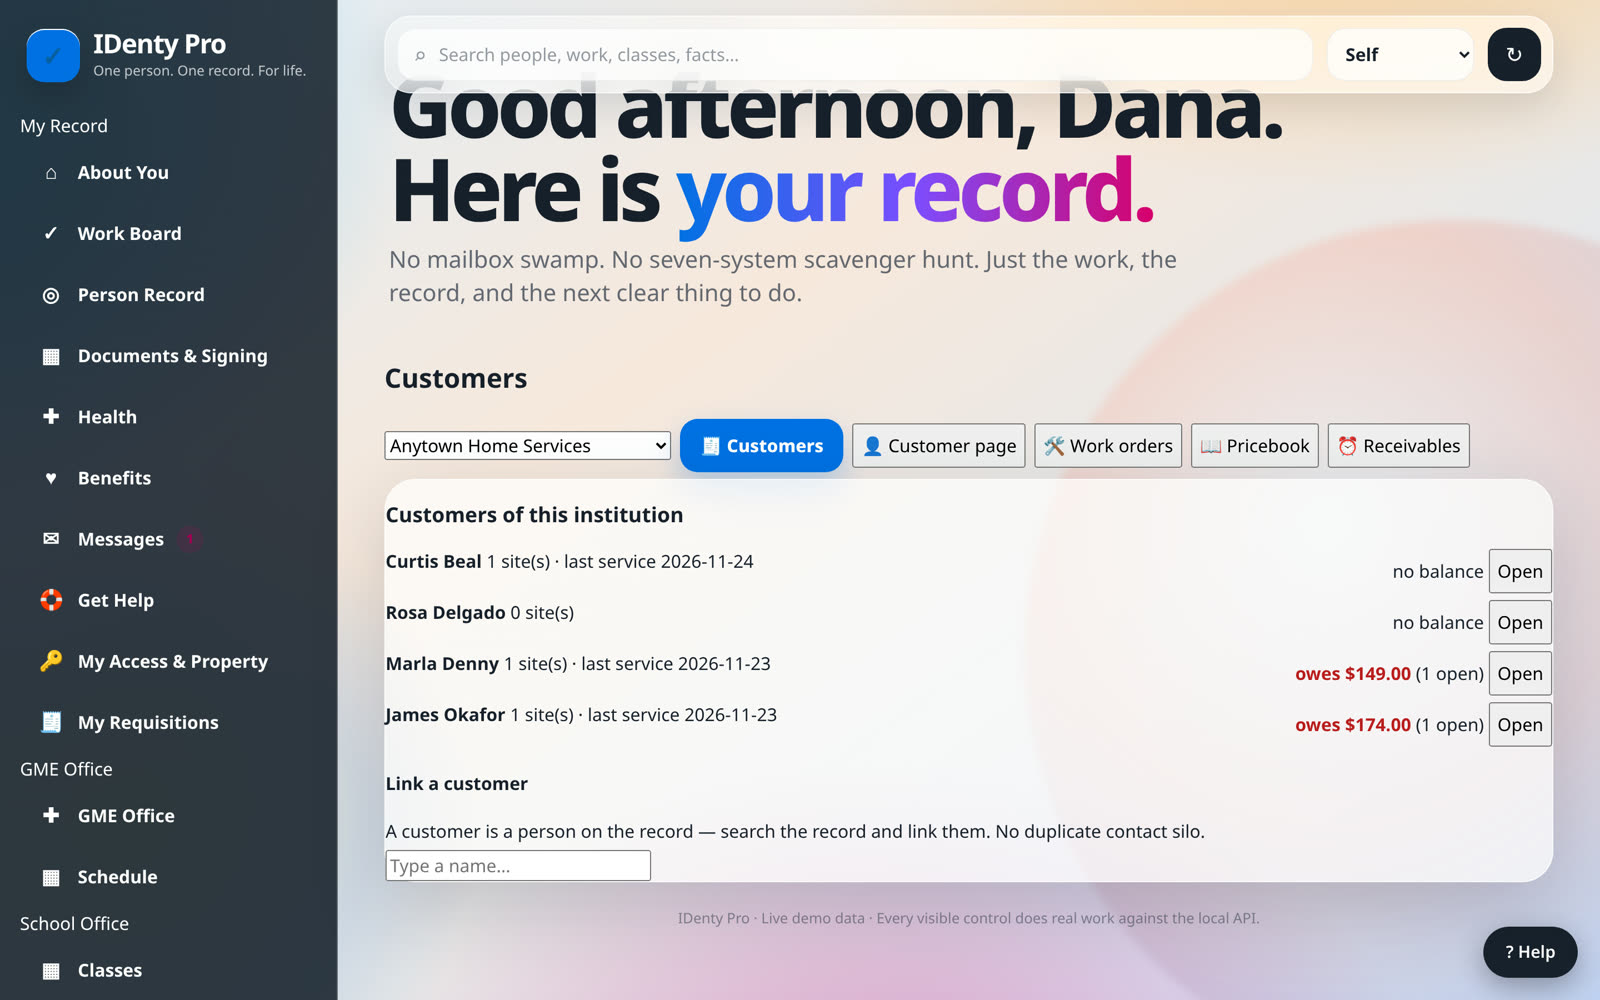 IDenty Pro
One person. One record. For life.
My Record
About You
Work Board
Person Record
Documents & Signing
Health
Benefits
Messages 1
Get Help
My Access & Property
My Requisitions
GME Office
GME Office
Schedule
School Office
Classes
Search people, work, classes, facts...
Self
Good afternoon, Dana.
Here is your record.
No mailbox swamp. No seven-system scavenger hunt. Just the work, the
record, and the next clear thing to do.
Customers
Anytown Home Services
Customers
Customer page
Work orders
Pricebook
Receivables
Customers of this institution
Curtis Beal 1 site(s) · last service 2026-11-24
no balance Open
Rosa Delgado 0 site(s)
no balance Open
Marla Denny 1 site(s) · last service 2026-11-23
owes $149.00 (1 open) Open
James Okafor 1 site(s) · last service 2026-11-23
owes $174.00 (1 open) Open
Link a customer
A customer is a person on the record — search the record and link them. No duplicate contact silo.
Type a name...
IDenty Pro · Live demo data · Every visible control does real work against the local API.
? Help